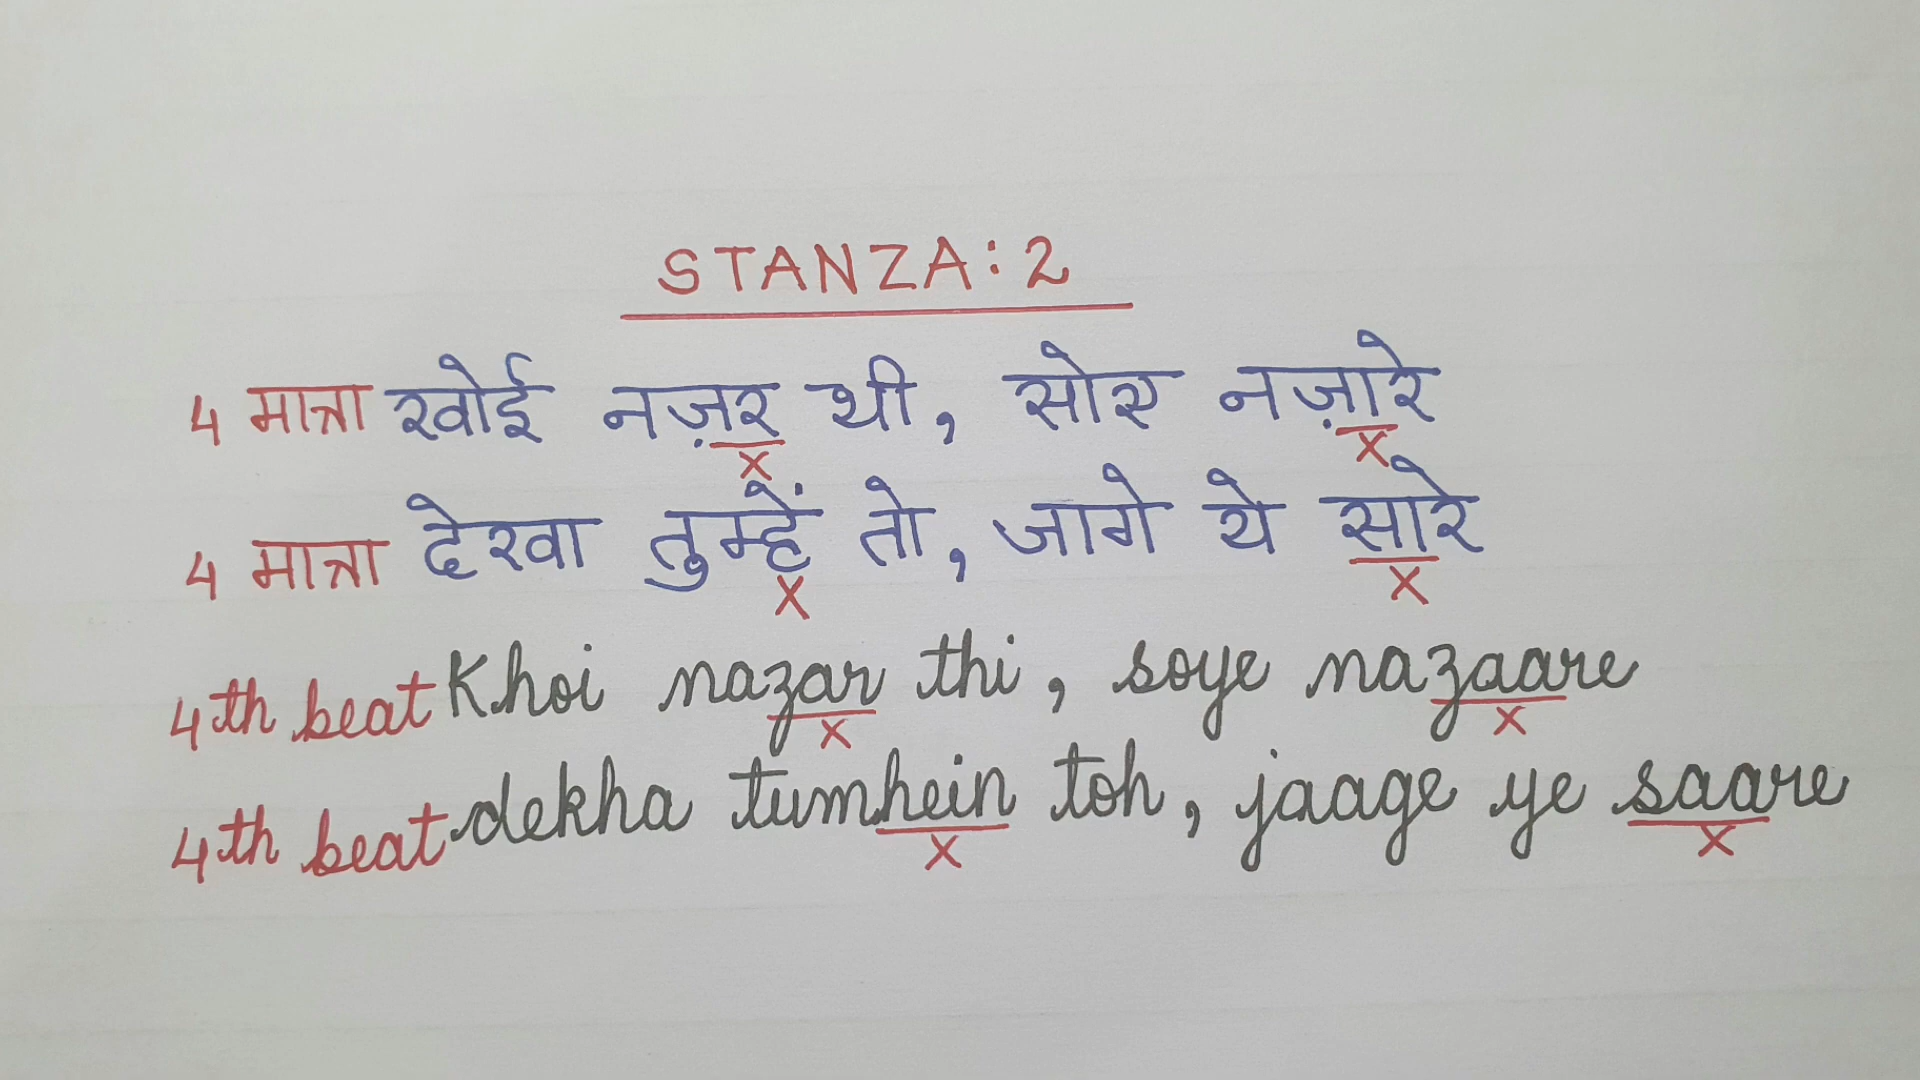 STANZA: 2
4 मात्रा खोई नज़र थी, सोए नज़ारे
x x
4 मात्रा देखा तुम्हें तो, जागे ये सारे
x x
4th beat Khoi nazar thi, soye nazaare
x x
4th beat dekha tumhein toh, jaage ye saare
x x